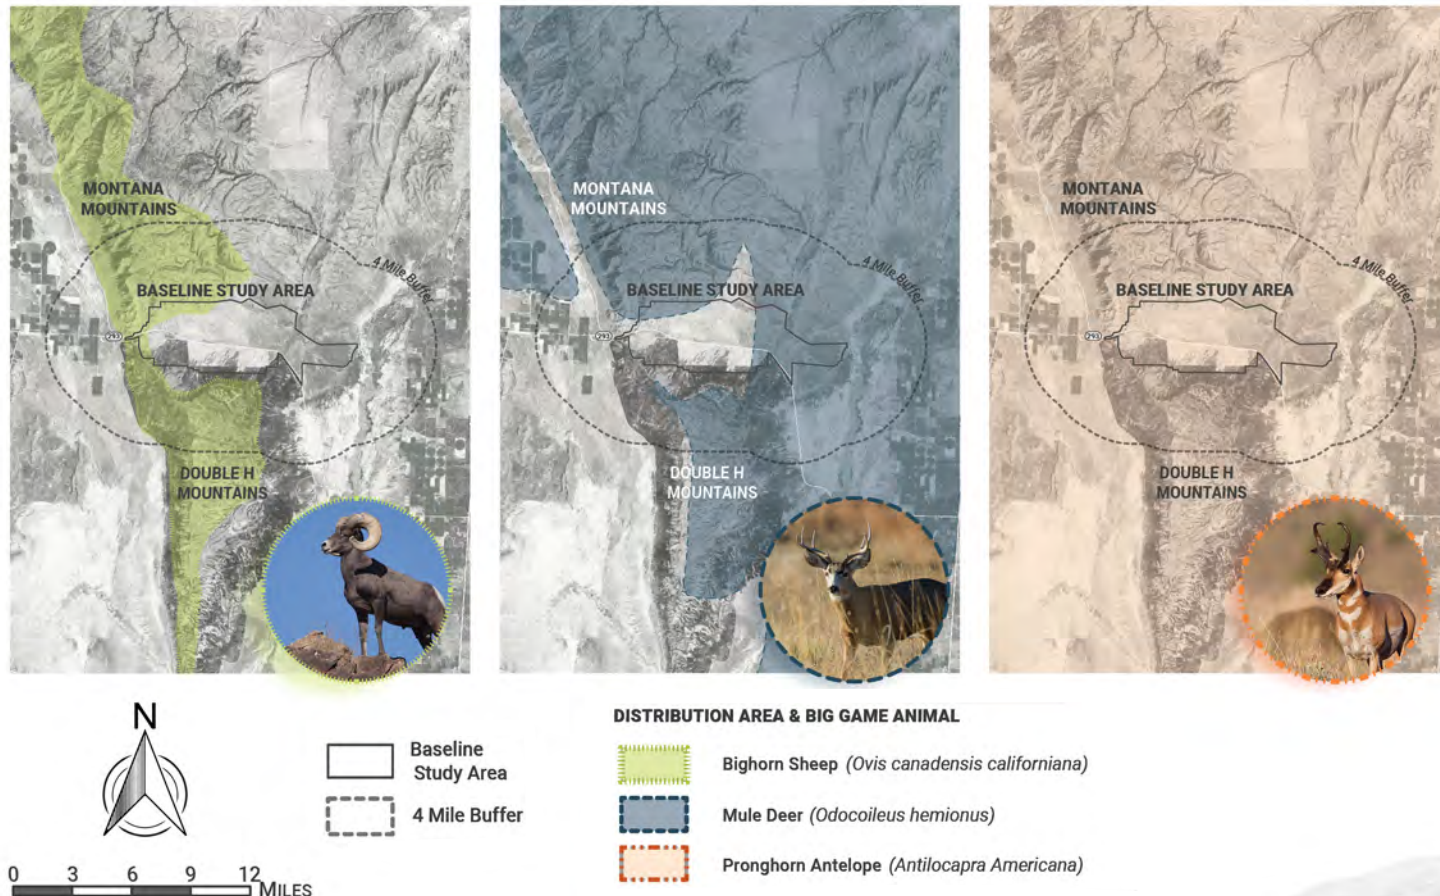 MONTANA
MOUNTAINS
4 Mile Buffer
BASELINE STUDY AREA
293
DOUBLE H
MOUNTAINS
MONTANA
MOUNTAINS
4 Mile Buffer
BASELINE STUDY AREA
293
DOUBLE H
MOUNTAINS
MONTANA
MOUNTAINS
4 Mile Buffer
BASELINE STUDY AREA
293
DOUBLE H
MOUNTAINS
N
0 3 6 9 12
MILES
Baseline
Study Area
4 Mile Buffer
DISTRIBUTION AREA & BIG GAME ANIMAL
Bighorn Sheep (Ovis canadensis californiana)
Mule Deer (Odocoileus hemionus)
Pronghorn Antelope (Antilocapra Americana)